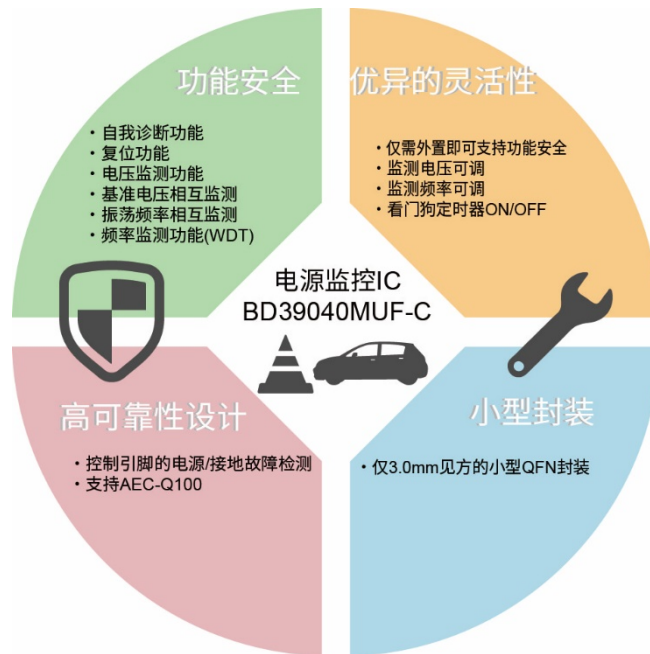 功能安全
・自我诊断功能
・复位功能
・电压监测功能
・基准电压相互监测
・振荡频率相互监测
・频率监测功能(WDT)
优异的灵活性
・仅需外置即可支持功能安全
・监测电压可调
・监测频率可调
・看门狗定时器ON/OFF
电源监控IC
BD39040MUF-C
高可靠性设计
・控制引脚的电源/接地故障检测
・支持AEC-Q100
小型封装
・仅3.0mm见方的小型QFN封装